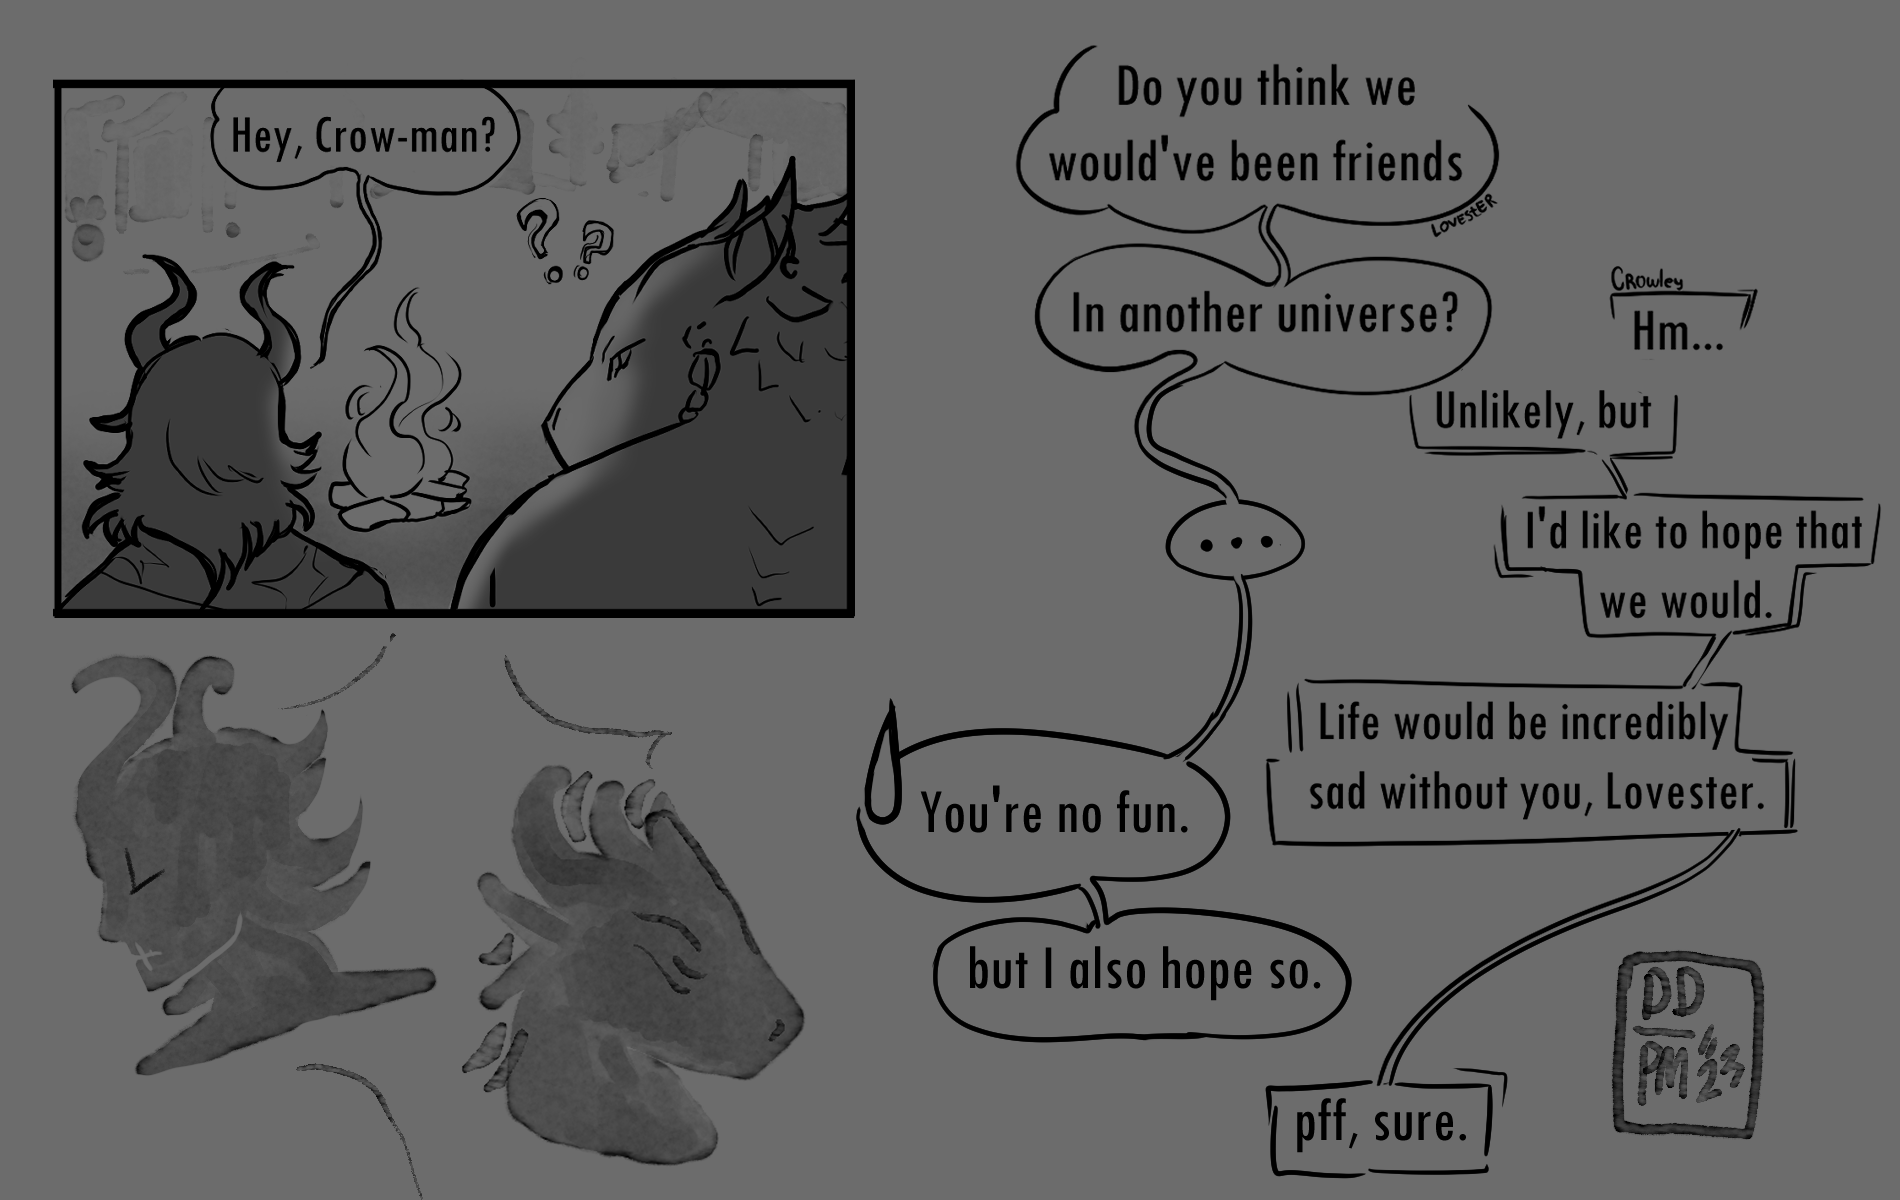 Hey, Crow-man?
??
Do you think we
would've been friends
LOVESTER
In another universe?
Crowley
Hm...
Unlikely, but
I'd like to hope that
we would.
...
Life would be incredibly
sad without you, Lovester.
You're no fun.
but I also hope so.
pff, sure.
DD
PM '23